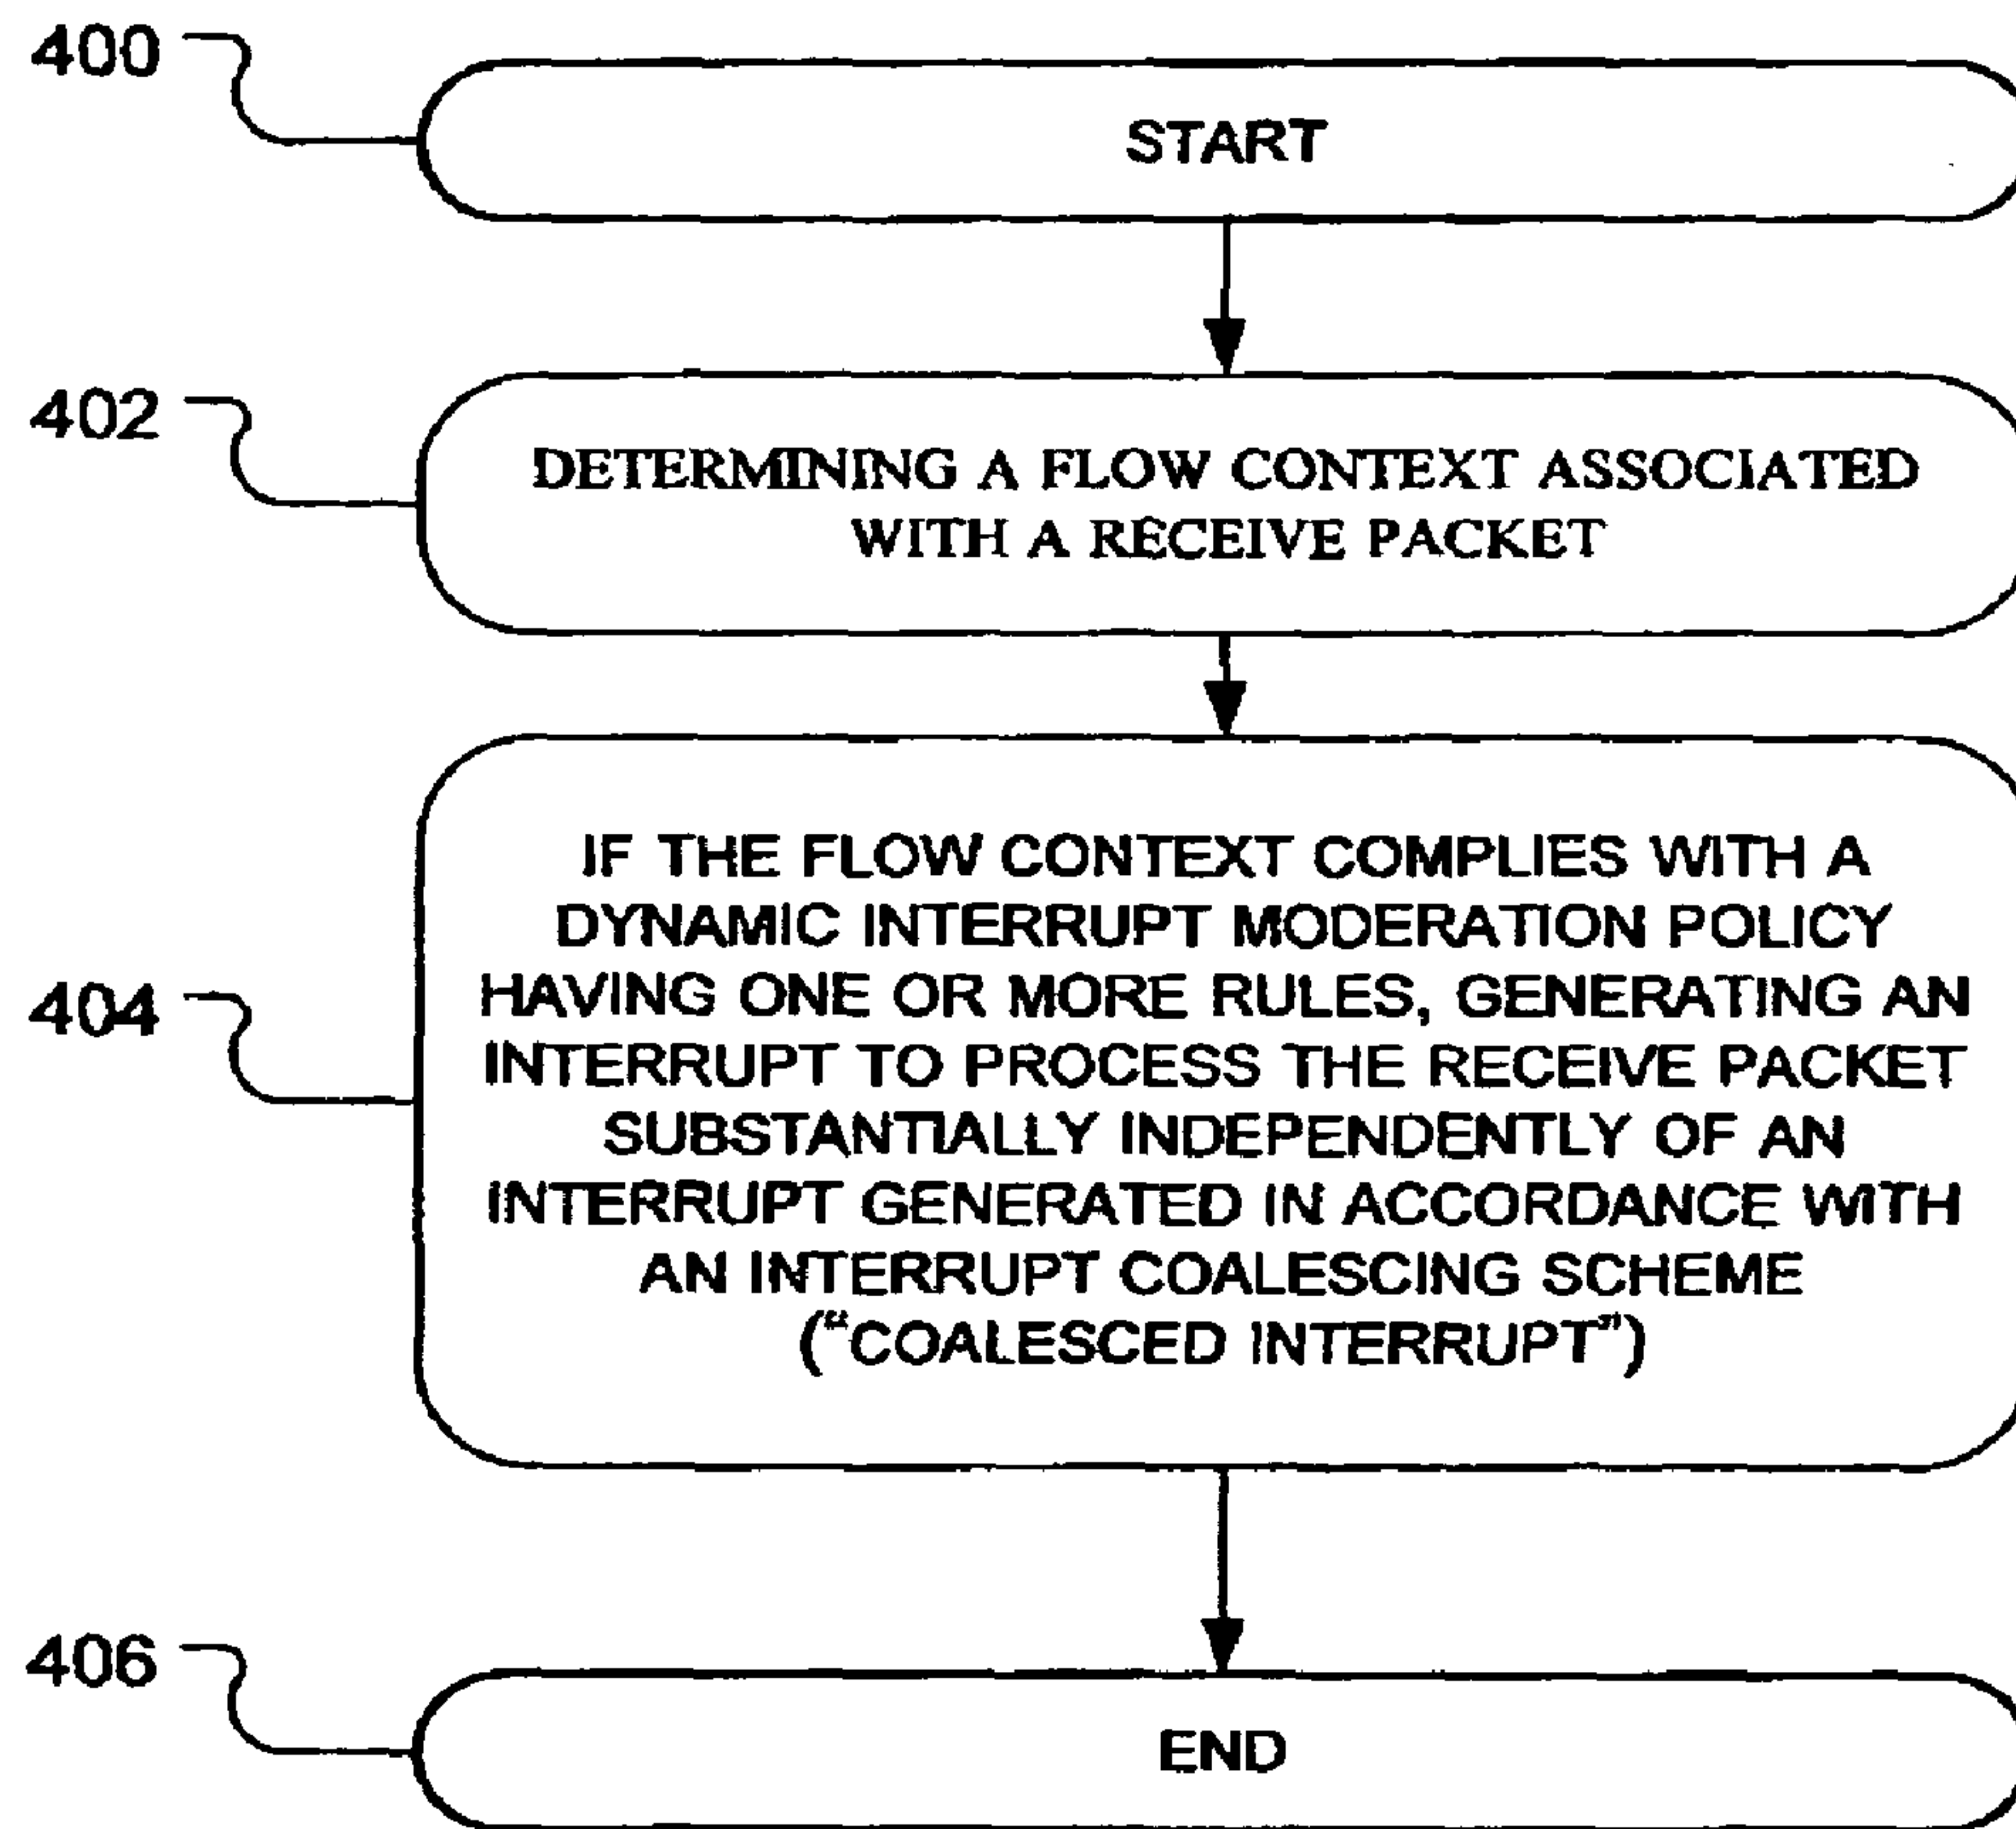 400
START
402
DETERMINING A FLOW CONTEXT ASSOCIATED
WITH A RECEIVE PACKET
404
IF THE FLOW CONTEXT COMPLIES WITH A
DYNAMIC INTERRUPT MODERATION POLICY
HAVING ONE OR MORE RULES, GENERATING AN
INTERRUPT TO PROCESS THE RECEIVE PACKET
SUBSTANTIALLY INDEPENDENTLY OF AN
INTERRUPT GENERATED IN ACCORDANCE WITH
AN INTERRUPT COALESCING SCHEME
(“COALESCED INTERRUPT”)
406
END